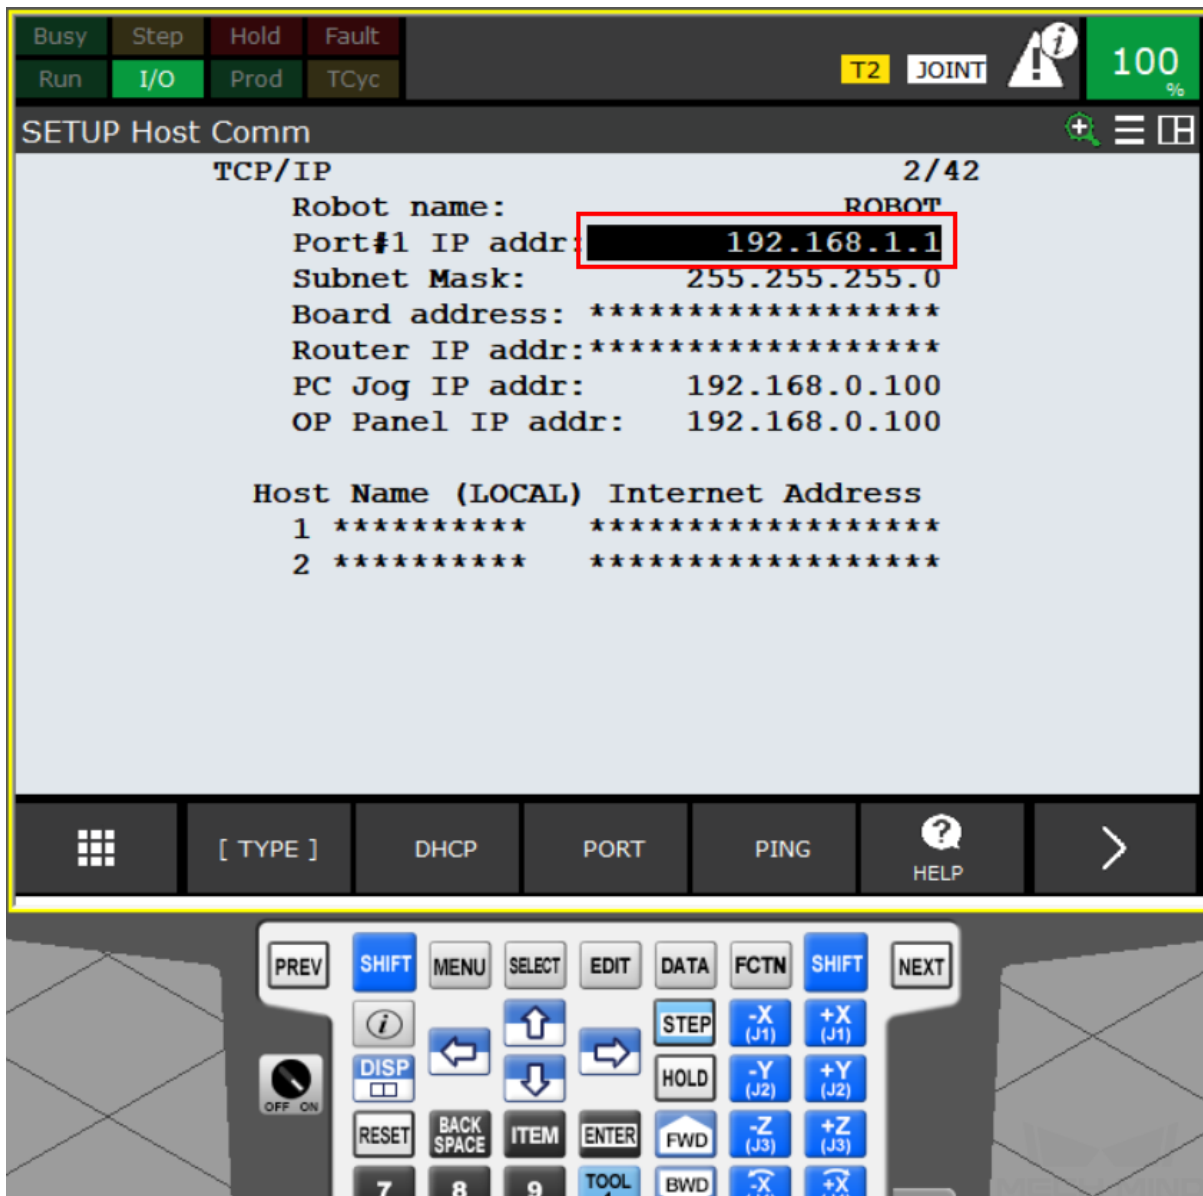 Busy Step Hold Fault
Run I/O Prod TCyc T2 JOINT 100 %
SETUP Host Comm
TCP/IP 2/42
Robot name: ROBOT
Port#1 IP addr: 192.168.1.1
Subnet Mask: 255.255.255.0
Board address: ******************
Router IP addr:******************
PC Jog IP addr: 192.168.0.100
OP Panel IP addr: 192.168.0.100
Host Name (LOCAL) Internet Address
1 ********** ******************
2 ********** ******************
[ TYPE ] DHCP PORT PING HELP
PREV SHIFT MENU SELECT EDIT DATA FCTN SHIFT NEXT
i STEP -X (J1) +X (J1)
DISP HOLD -Y (J2) +Y (J2)
OFF ON
RESET BACK SPACE ITEM ENTER FWD -Z (J3) +Z (J3)
7 8 9 TOOL BWD -X +X